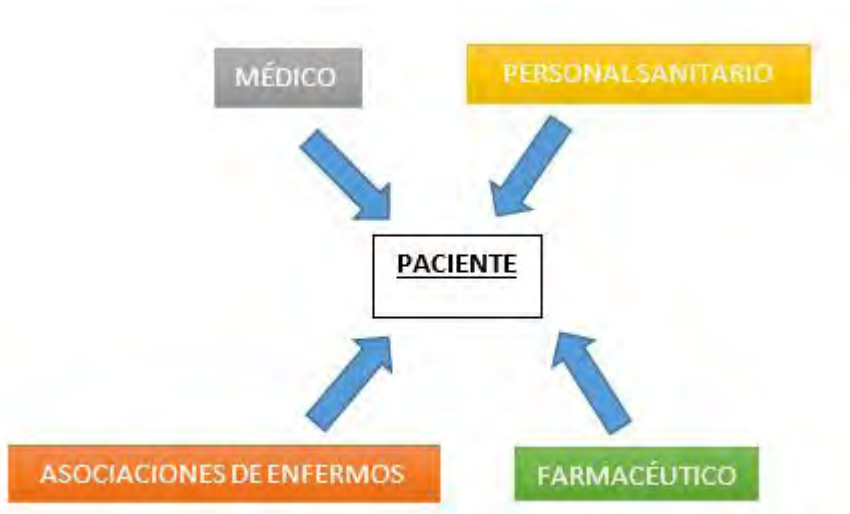 MÉDICO
PERSONAL SANITARIO
PACIENTE
ASOCIACIONES DE ENFERMOS
FARMACÉUTICO